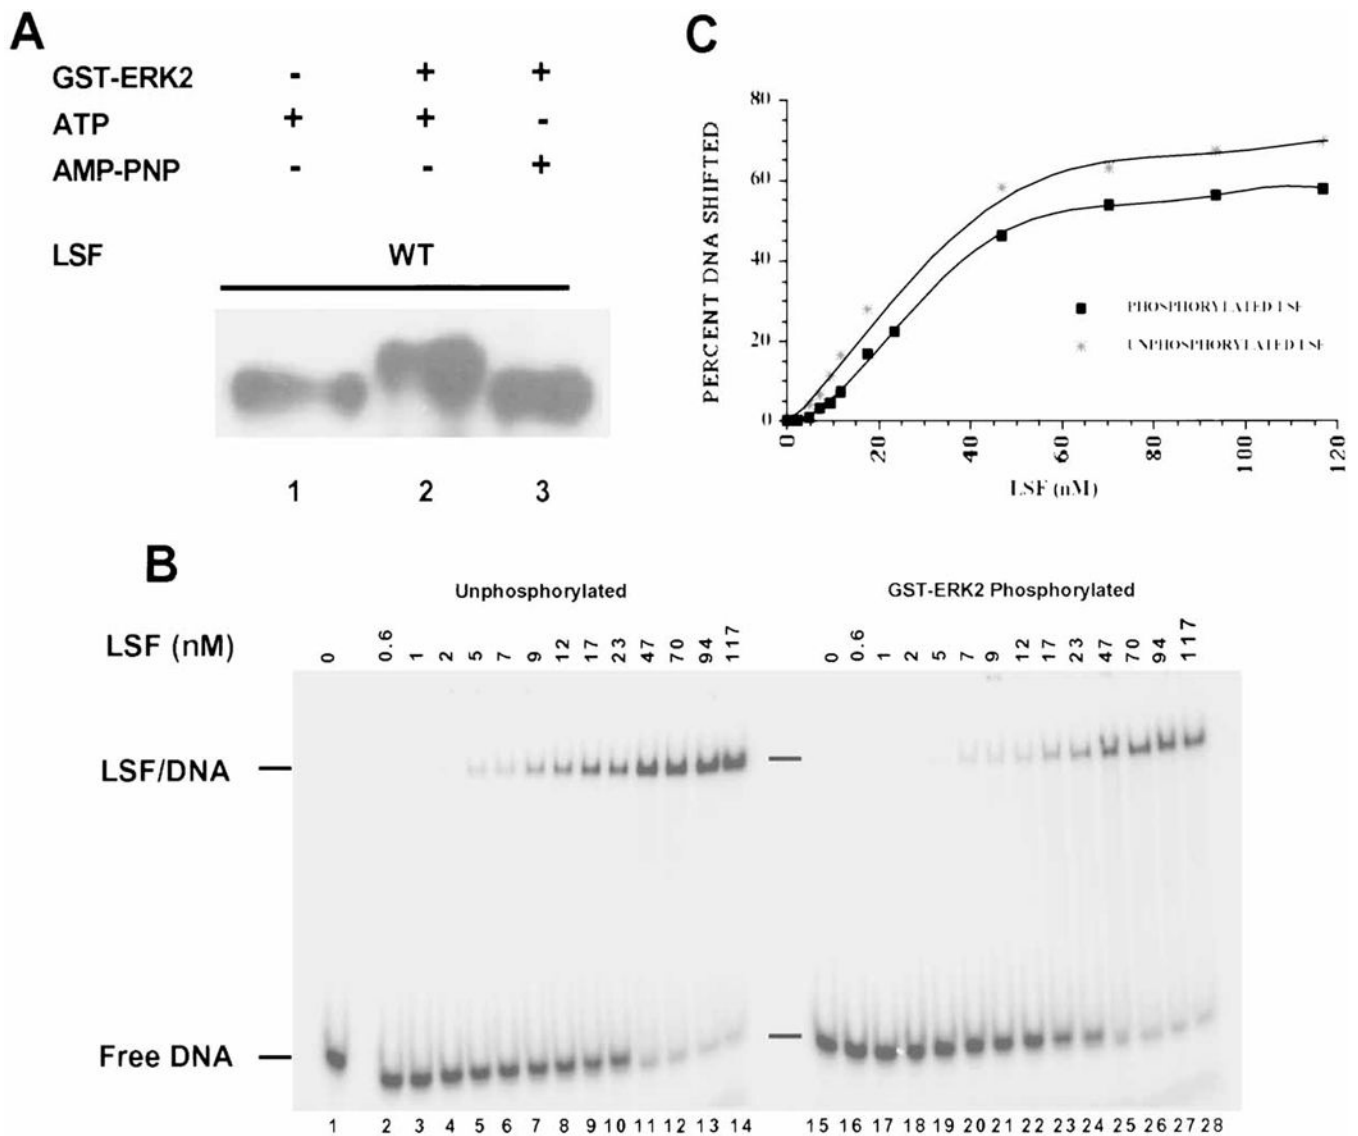 A
GST-ERK2 - + +
ATP + + -
AMP-PNP - - +
LSF WT
1 2 3
C
PERCENT DNA SHIFTED
80
60
40
20
0
0 20 40 60 80 100 120
LSF (nM)
PHOSPHORYLATED LSF
UNPHOSPHORYLATED LSF
B
Unphosphorylated GST-ERK2 Phosphorylated
LSF (nM) 0 0.6 1 2 5 7 9 12 17 23 47 70 94 117 0 0.6 1 2 5 7 9 12 17 23 47 70 94 117
LSF/DNA
Free DNA
1 2 3 4 5 6 7 8 9 10 11 12 13 14 15 16 17 18 19 20 21 22 23 24 25 26 27 28